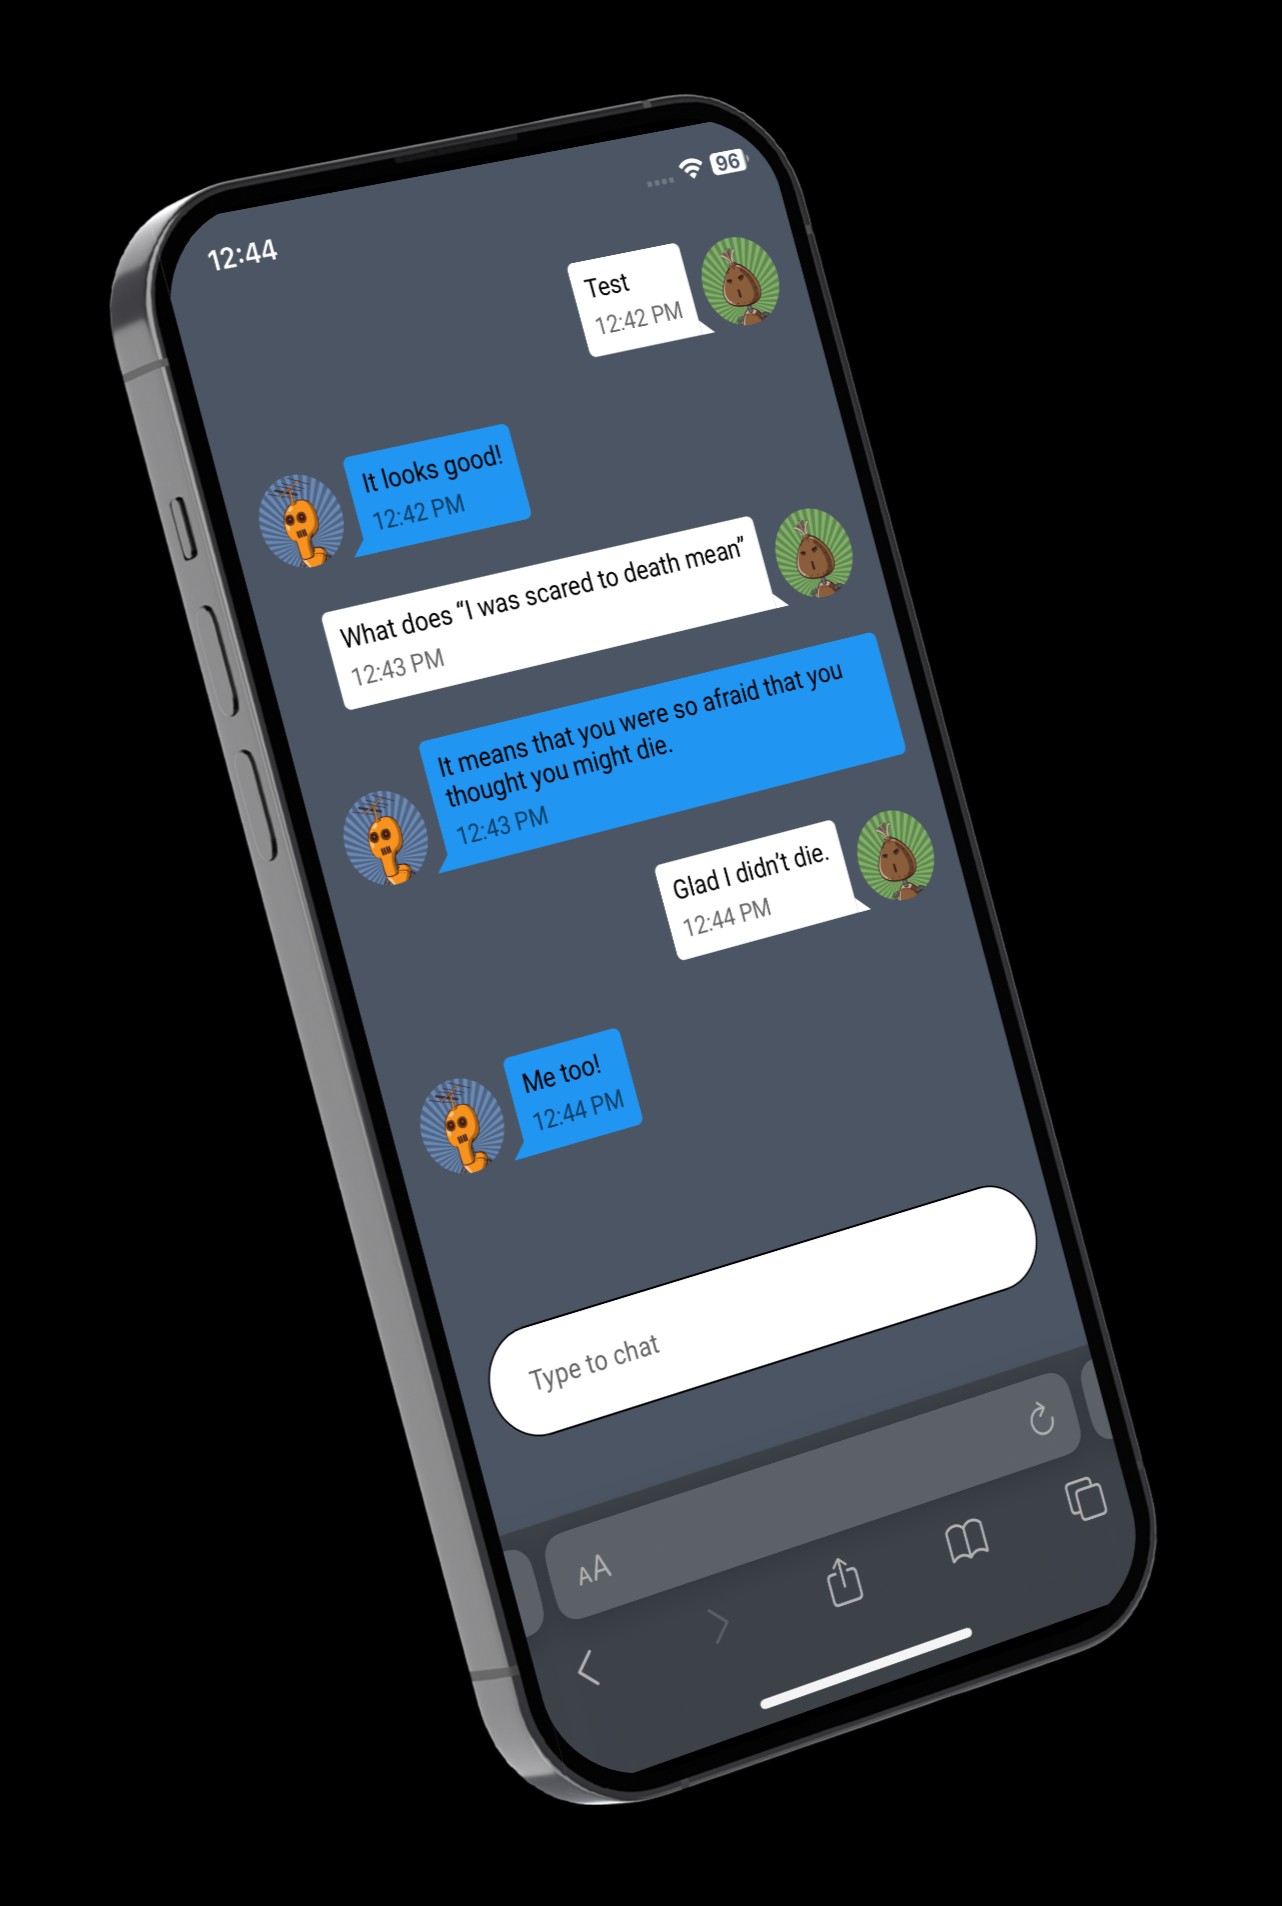 12:44
96
Test
12:42 PM
It looks good!
12:42 PM
What does “I was scared to death mean”
12:43 PM
It means that you were so afraid that you
thought you might die.
12:43 PM
Glad I didn’t die.
12:44 PM
Me too!
12:44 PM
Type to chat
AA